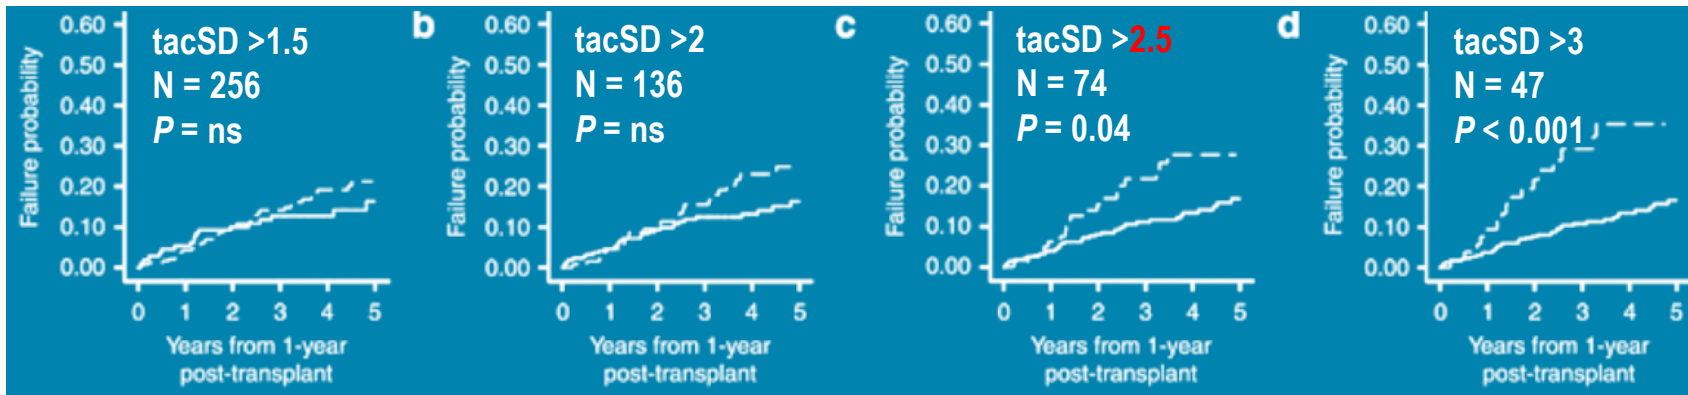 Failure probability
0.60
0.50
0.40
0.30
0.20
0.10
0.00
tacSD >1.5
N = 256
P = ns
0 1 2 3 4 5
Years from 1-year
post-transplant
b
Failure probability
0.60
0.50
0.40
0.30
0.20
0.10
0.00
tacSD >2
N = 136
P = ns
0 1 2 3 4 5
Years from 1-year
post-transplant
c
Failure probability
0.60
0.50
0.40
0.30
0.20
0.10
0.00
tacSD >2.5
N = 74
P = 0.04
0 1 2 3 4 5
Years from 1-year
post-transplant
d
Failure probability
0.60
0.50
0.40
0.30
0.20
0.10
0.00
tacSD >3
N = 47
P < 0.001
0 1 2 3 4 5
Years from 1-year
post-transplant